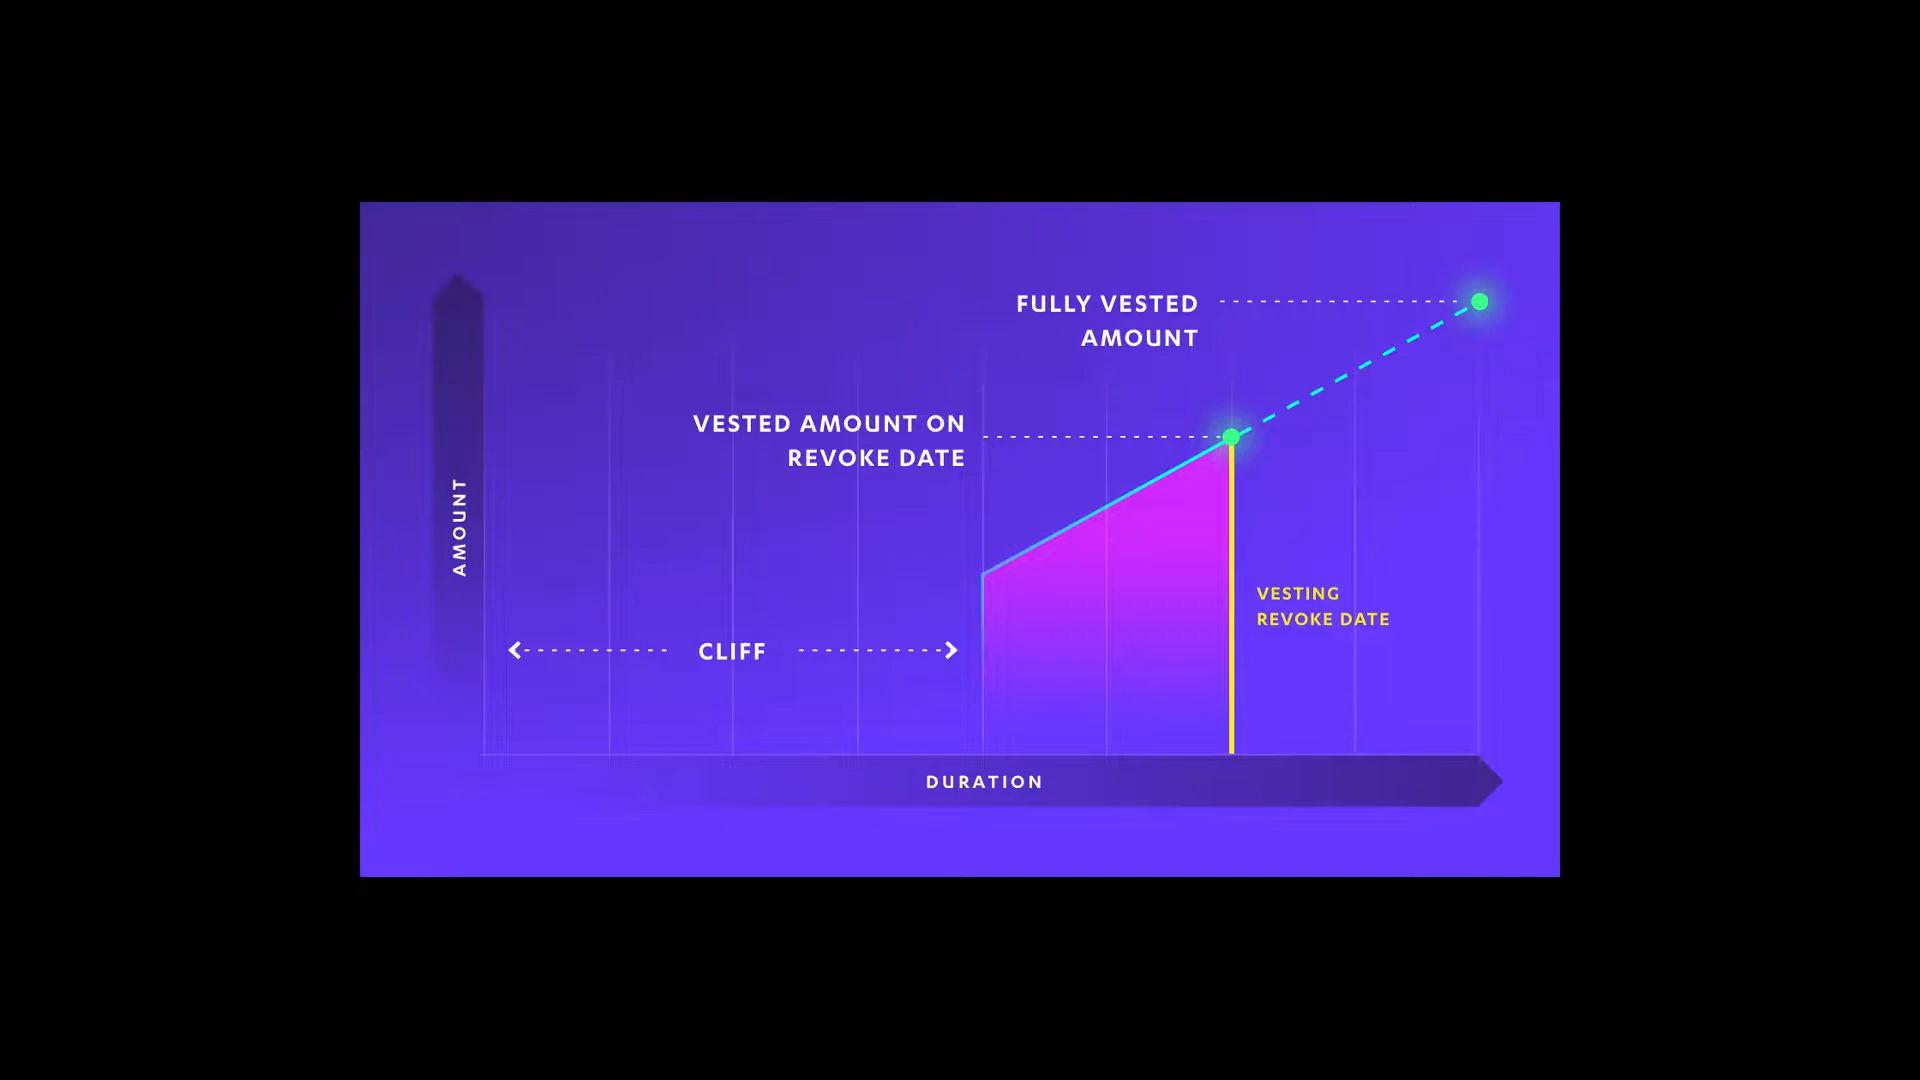 FULLY VESTED
AMOUNT
VESTED AMOUNT ON
REVOKE DATE
AMOUNT
VESTING
REVOKE DATE
CLIFF
DURATION